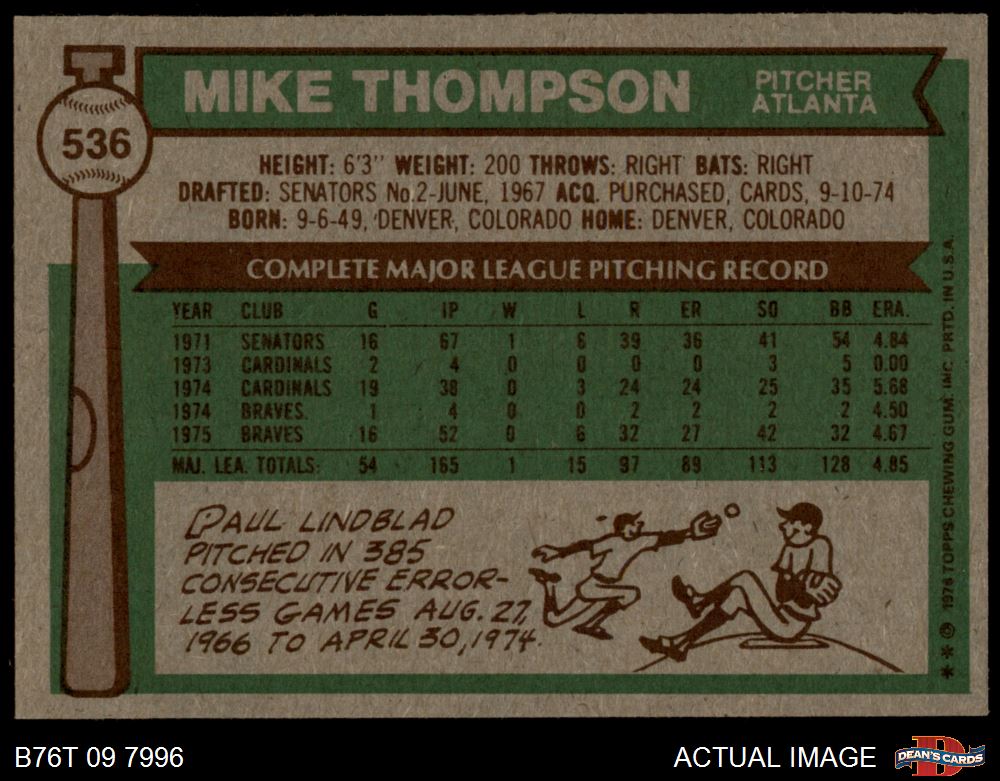 MIKE THOMPSON
PITCHER
ATLANTA
536
HEIGHT: 6'3" WEIGHT: 200 THROWS: RIGHT BATS: RIGHT
DRAFTED: SENATORS No.2-JUNE, 1967 ACQ. PURCHASED, CARDS, 9-10-74
BORN: 9-6-49, DENVER, COLORADO HOME: DENVER, COLORADO
COMPLETE MAJOR LEAGUE PITCHING RECORD
YEAR CLUB G IP W L R ER SO BB ERA.
1971 SENATORS 16 67 1 6 39 36 41 54 4.84
1973 CARDINALS 2 4 0 0 0 0 3 5 0.00
1974 CARDINALS 19 38 0 3 24 24 25 35 5.68
1974 BRAVES. 1 4 0 0 2 2 2 2 4.50
1975 BRAVES 16 52 0 6 32 27 42 32 4.67
MAJ. LEA. TOTALS: 54 165 1 15 97 89 113 128 4.85
PAUL LINDBLAD
PITCHED IN 385
CONSECUTIVE ERROR-
LESS GAMES AUG. 27,
1966 TO APRIL 30, 1974.
** © 1976 TOPPS CHEWING GUM, INC. PRTD. IN U.S.A.
B76T 09 7996
ACTUAL IMAGE
D
DEAN'S CARDS